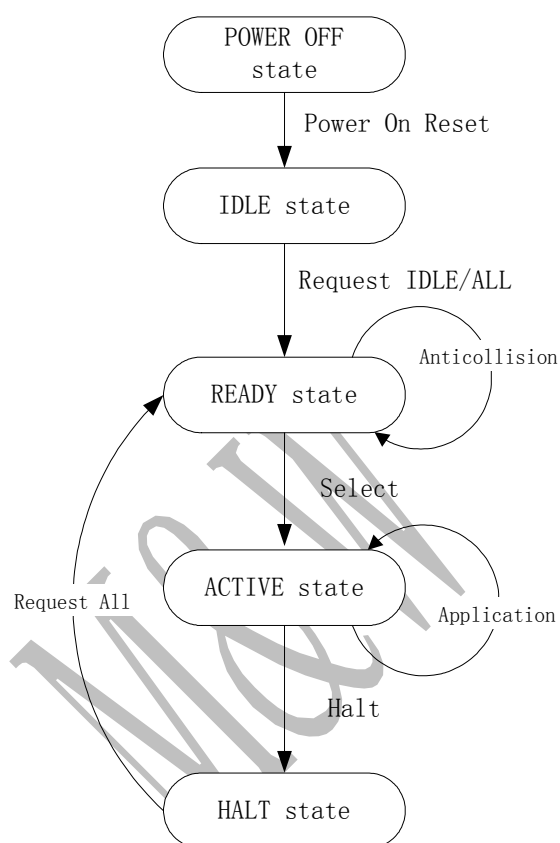 POWER OFF
state
Power On Reset
IDLE state
Request IDLE/ALL
Anticollision
READY state
Select
ACTIVE state
Request All
Application
Halt
HALT state
M&W